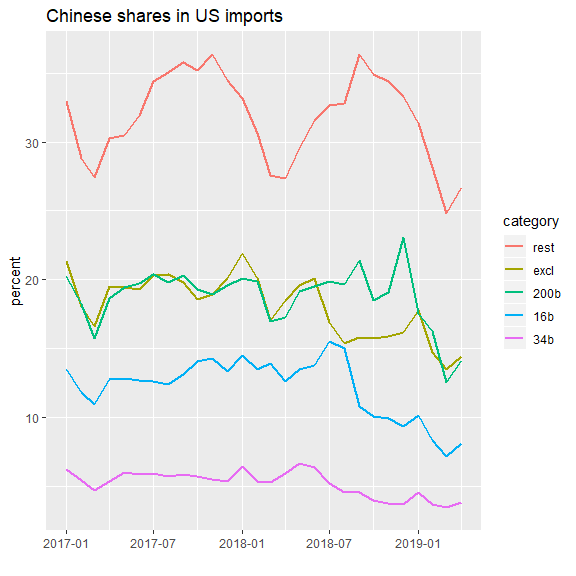 Chinese shares in US imports
percent
30
20
10
2017-01
2017-07
2018-01
2018-07
2019-01
category
rest
excl
200b
16b
34b